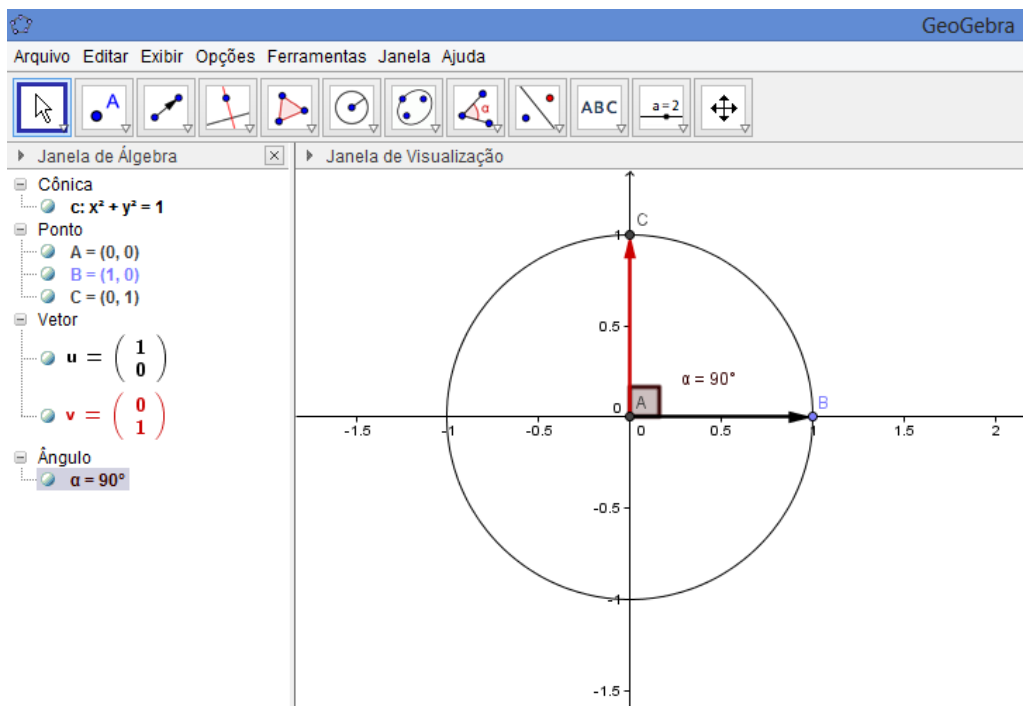 GeoGebra
Arquivo Editar Exibir Opções Ferramentas Janela Ajuda
A α ABC a=2
Janela de Álgebra
Janela de Visualização
Cônica
c: x² + y² = 1
Ponto
A = (0, 0)
B = (1, 0)
C = (0, 1)
Vetor
u = ( 1
0 )
v = ( 0
1 )
Ângulo
α = 90°
C
1
0.5
α = 90°
0 A B
-1.5 -1 -0.5 0 0.5 1 1.5 2
-0.5
-1
-1.5